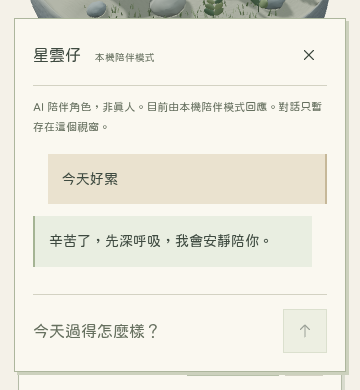 星雲仔 本機陪伴模式
AI 陪伴角色，非真人。目前由本機陪伴模式回應。對話只暫
存在這個視窗。
今天好累
辛苦了，先深呼吸，我會安靜陪你。
今天過得怎麼樣？